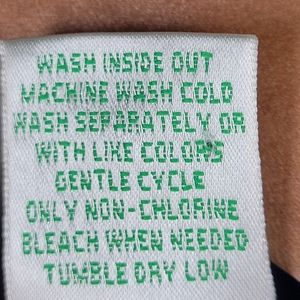 WASH INSIDE OUT
MACHINE WASH COLD
WASH SEPARATELY OR
WITH LIKE COLORS
GENTLE CYCLE
ONLY NON-CHLORINE
BLEACH WHEN NEEDED
TUMBLE DRY LOW